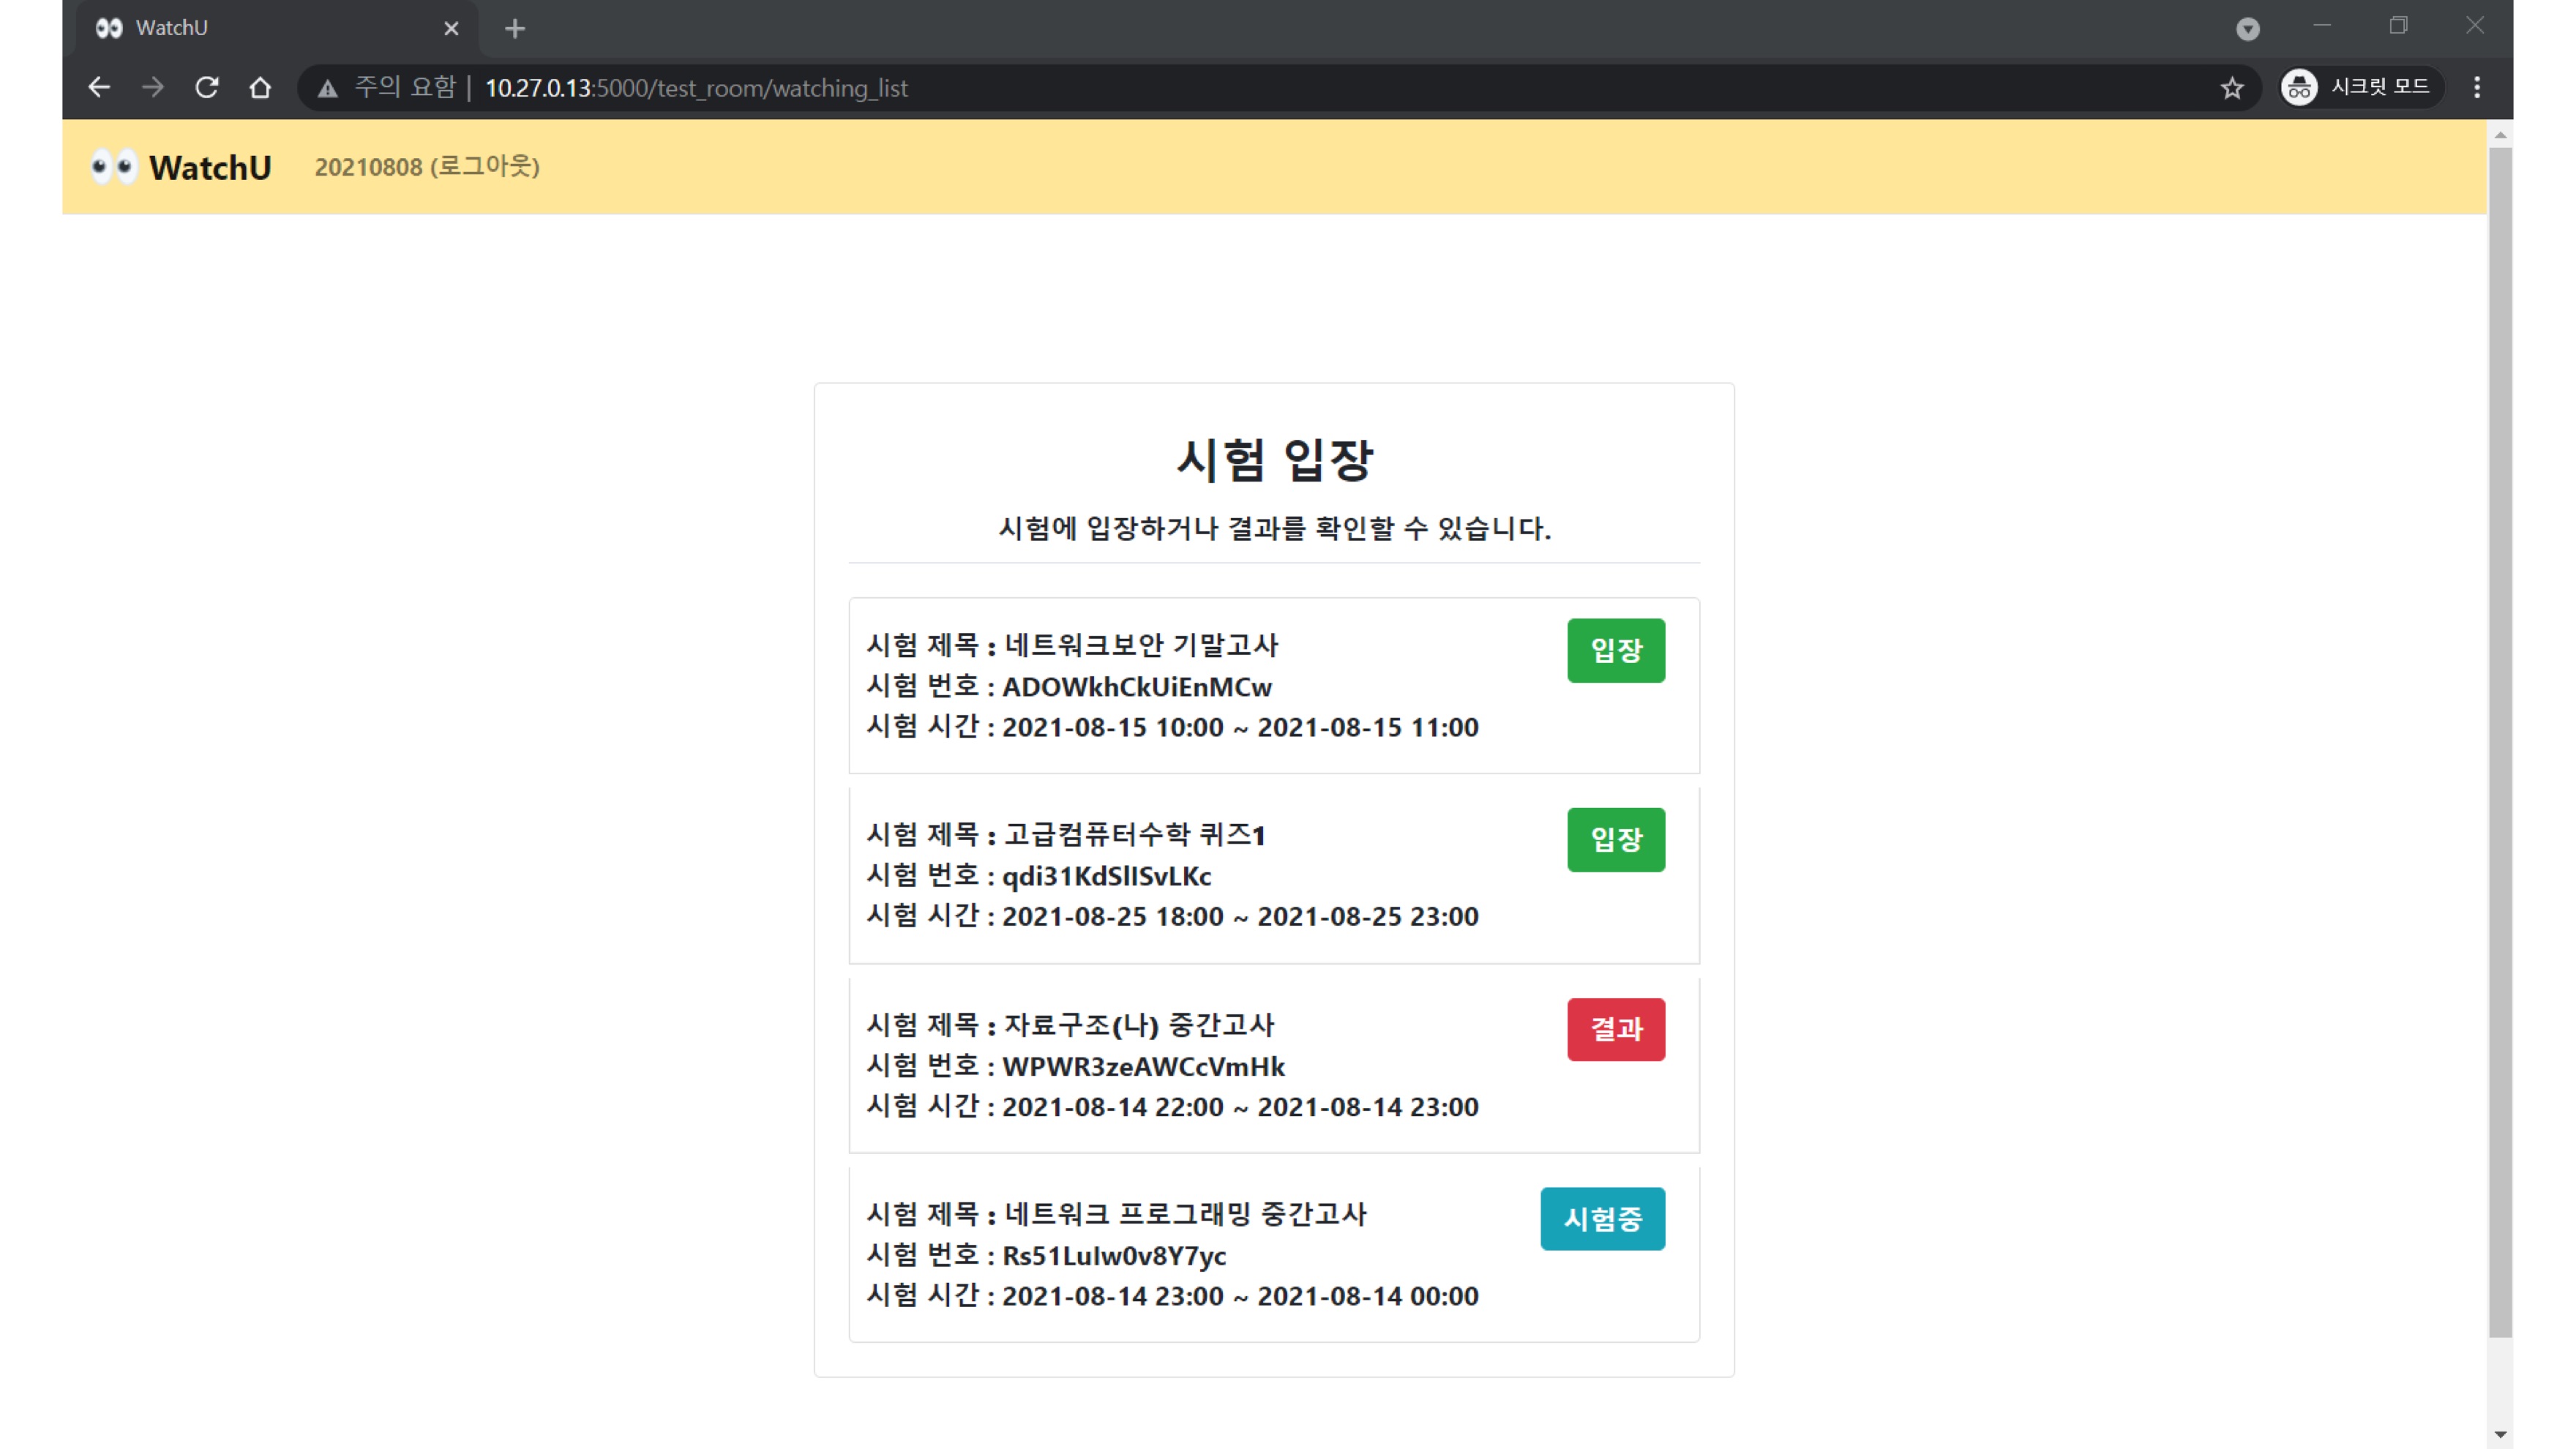 WatchU
주의 요함 | 10.27.0.13:5000/test_room/watching_list
시크릿 모드
WatchU 20210808 (로그아웃)
시험 입장
시험에 입장하거나 결과를 확인할 수 있습니다.
시험 제목 : 네트워크보안 기말고사
입장
시험 번호 : ADOWkhCkUiEnMCw
시험 시간 : 2021-08-15 10:00 ~ 2021-08-15 11:00
시험 제목 : 고급컴퓨터수학 퀴즈1
입장
시험 번호 : qdi31KdSlISvLKc
시험 시간 : 2021-08-25 18:00 ~ 2021-08-25 23:00
시험 제목 : 자료구조(나) 중간고사
결과
시험 번호 : WPWR3zeAWCcVmHk
시험 시간 : 2021-08-14 22:00 ~ 2021-08-14 23:00
시험 제목 : 네트워크 프로그래밍 중간고사
시험중
시험 번호 : Rs51LuIw0v8Y7yc
시험 시간 : 2021-08-14 23:00 ~ 2021-08-14 00:00